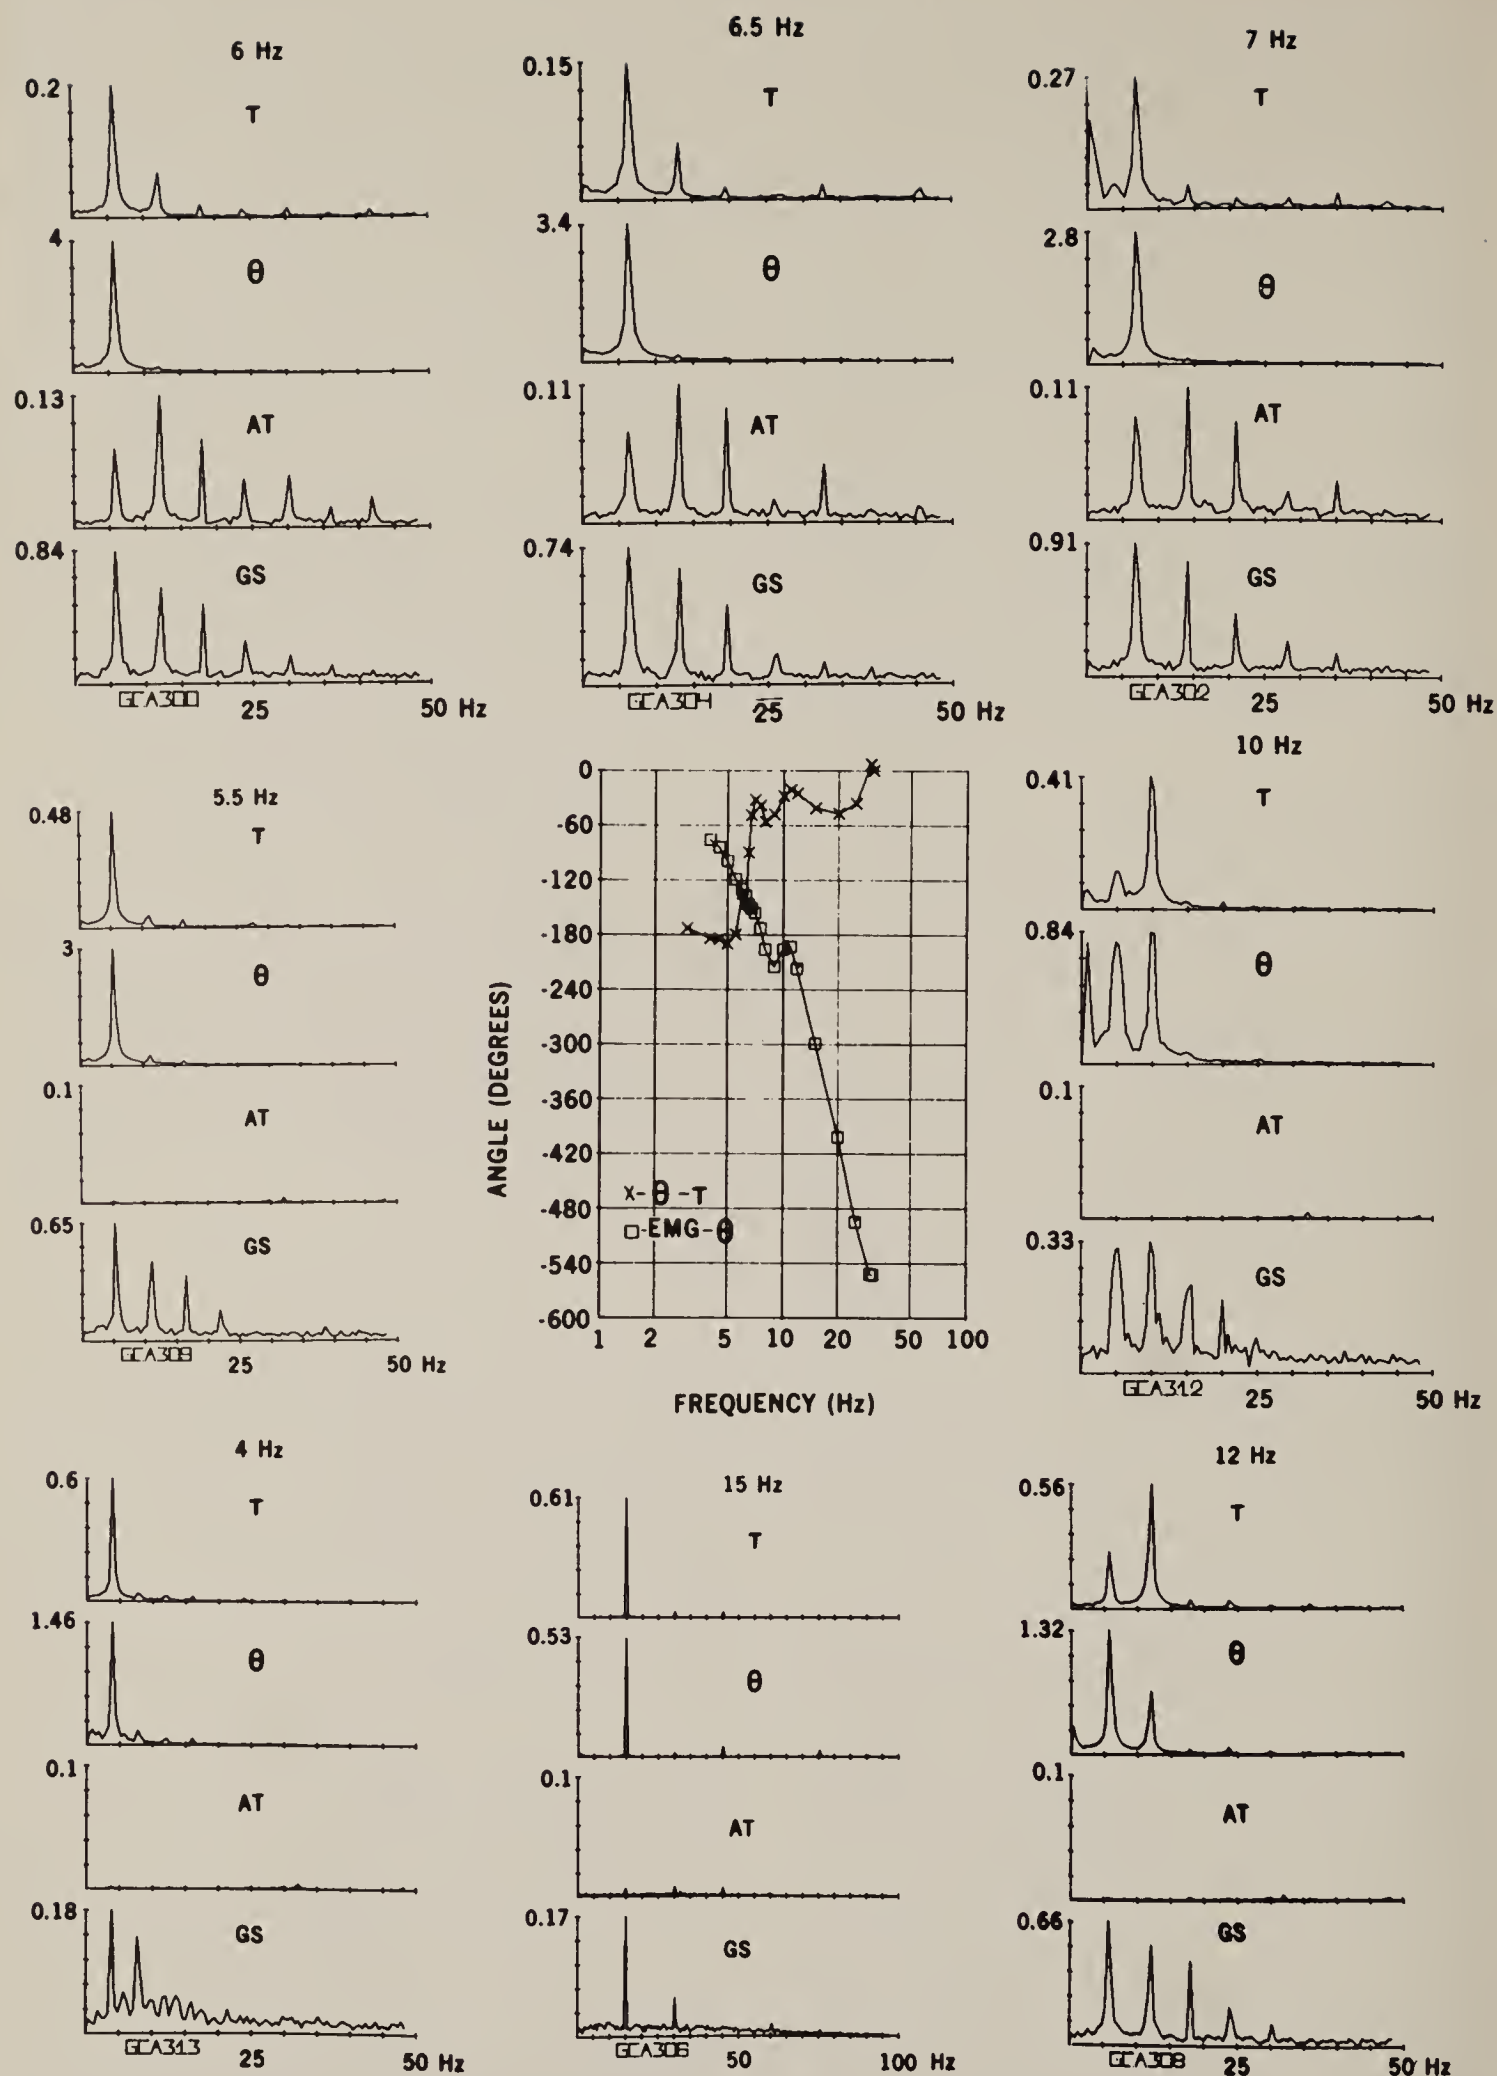 6 Hz
0.2
T
4
θ
0.13
AT
0.84
GS
GCA300
25
50 Hz
6.5 Hz
0.15
T
3.4
θ
0.11
AT
0.74
GS
GCA304
25
50 Hz
7 Hz
0.27
T
2.8
θ
0.11
AT
0.91
GS
GCA302
25
50 Hz
5.5 Hz
0.48
T
3
θ
0.1
AT
0.65
GS
25
50 Hz
0
-60
-120
-180
-240
-300
-360
-420
-480
-540
-600
ANGLE (DEGREES)
x-θ-T
□-EMG-θ
1 2 5 10 20 50 100
FREQUENCY (Hz)
10 Hz
0.41
T
0.84
θ
0.1
AT
0.33
GS
GCA312
25
50 Hz
4 Hz
0.6
T
1.46
θ
0.1
AT
0.18
GS
GCA313
25
50 Hz
15 Hz
0.61
T
0.53
θ
0.1
AT
0.17
GS
GCA306
50
100 Hz
12 Hz
0.56
T
1.32
θ
0.1
AT
0.66
GS
GCA308
25
50 Hz